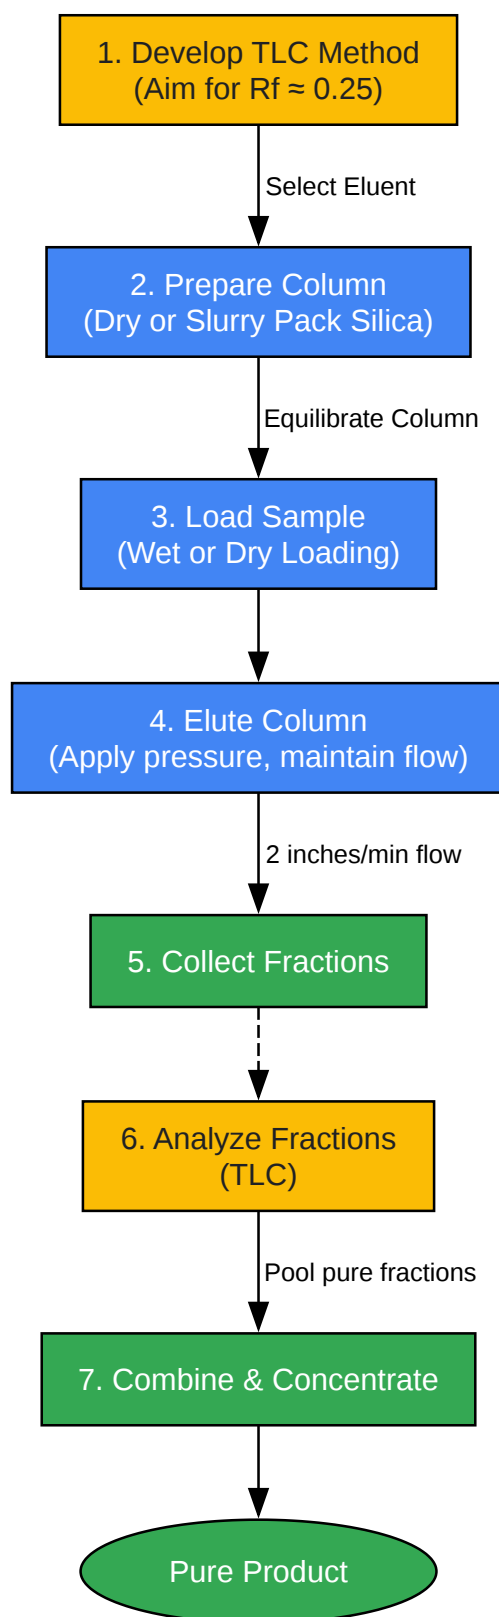 1. Develop TLC Method
(Aim for Rf ≈ 0.25)
Select Eluent
2. Prepare Column
(Dry or Slurry Pack Silica)
Equilibrate Column
3. Load Sample
(Wet or Dry Loading)
4. Elute Column
(Apply pressure, maintain flow)
2 inches/min flow
5. Collect Fractions
6. Analyze Fractions
(TLC)
Pool pure fractions
7. Combine & Concentrate
Pure Product